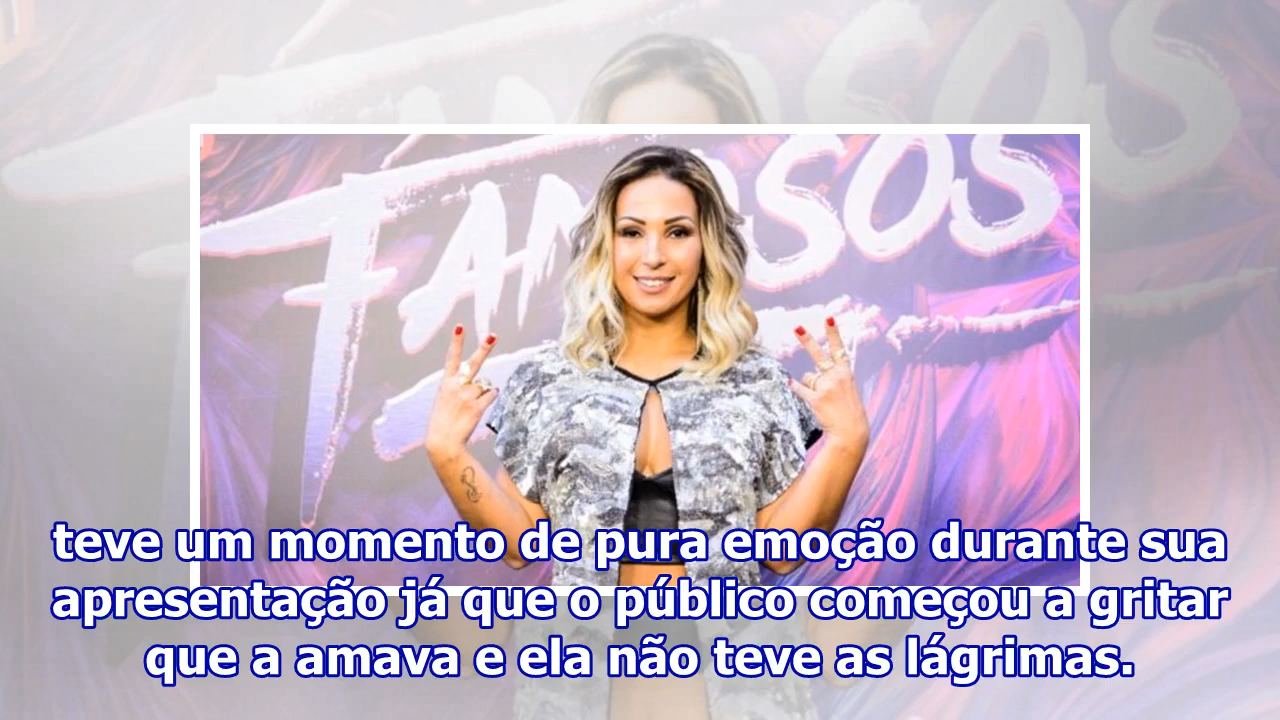 FAMOSOS
teve um momento de pura emoção durante sua
apresentação já que o público começou a gritar
que a amava e ela não teve as lágrimas.